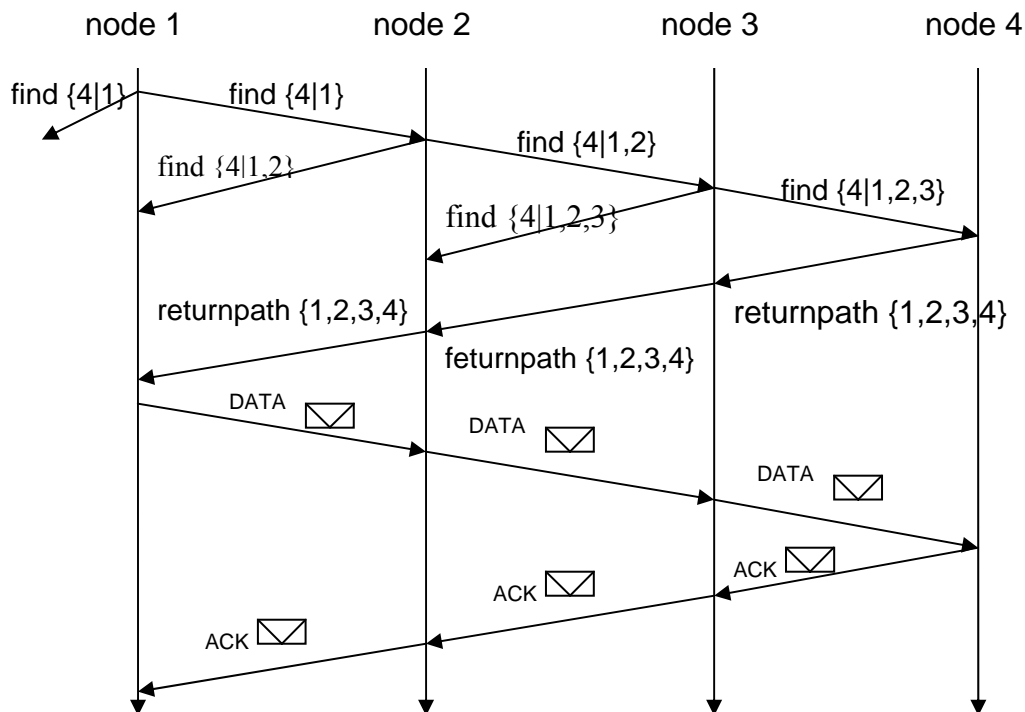 node 1 node 2 node 3 node 4
find {4|1} find {4|1}
find {4|1,2}
find {4|1,2}
find {4|1,2,3}
find {4|1,2,3}
returnpath {1,2,3,4} returnpath {1,2,3,4}
feturnpath {1,2,3,4}
DATA
DATA
DATA
ACK
ACK
ACK